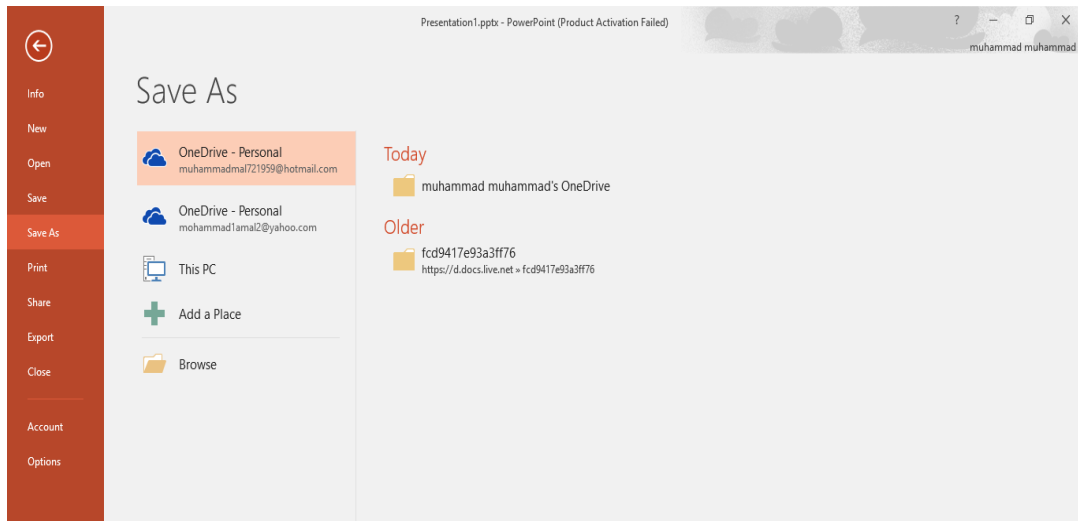 Presentation1.pptx - PowerPoint (Product Activation Failed)
?
muhammad muhammad
Info
New
Open
Save
Save As
Print
Share
Export
Close
Account
Options
Save As
OneDrive - Personal
muhammadmal721959@hotmail.com
OneDrive - Personal
mohammad1amal2@yahoo.com
This PC
Add a Place
Browse
Today
muhammad muhammad's OneDrive
Older
fcd9417e93a3ff76
https://d.docs.live.net » fcd9417e93a3ff76